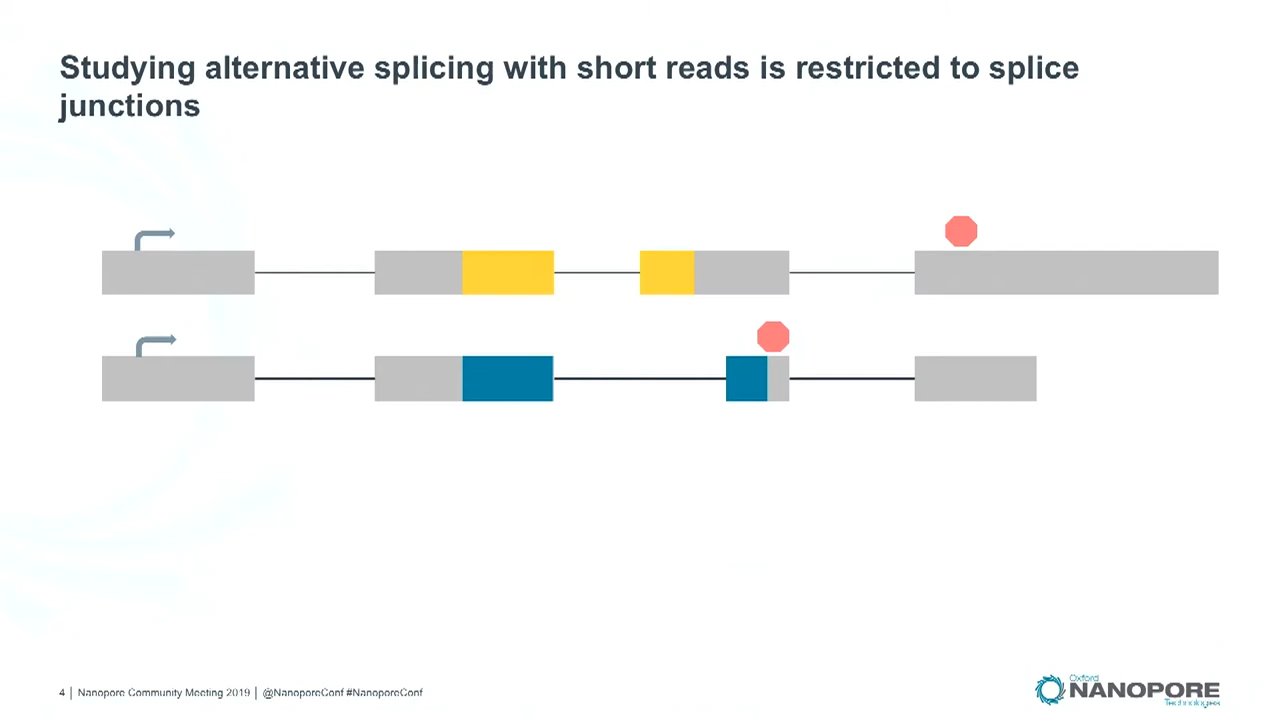 Studying alternative splicing with short reads is restricted to splice
junctions
4 | Nanopore Community Meeting 2019 | @NanoporeConf #NanoporeConf
Oxford
NANOPORE
Technologies